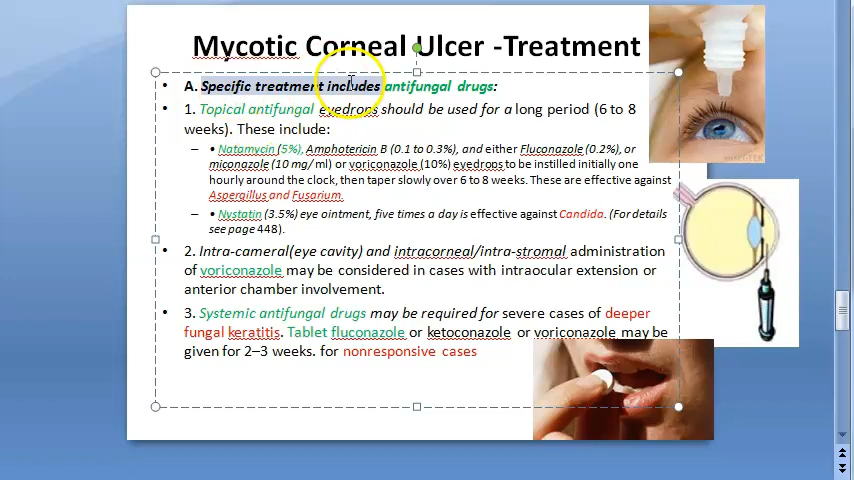 Mycotic Corneal Ulcer -Treatment
• A. Specific treatment includes antifungal drugs:
• 1. Topical antifungal eyedrops should be used for a long period (6 to 8
weeks). These include:
– • Natamycin (5%), Amphotericin B (0.1 to 0.3%), and either Fluconazole (0.2%), or
miconazole (10 mg/ml) or voriconazole (10%) eyedrops to be instilled initially one
hourly around the clock, then taper slowly over 6 to 8 weeks. These are effective against
Aspergillus and Fusarium.
– • Nystatin (3.5%) eye ointment, five times a day is effective against Candida. (For details
see page 448).
• 2. Intra-cameral(eye cavity) and intracorneal/intra-stromal administration
of voriconazole may be considered in cases with intraocular extension or
anterior chamber involvement.
• 3. Systemic antifungal drugs may be required for severe cases of deeper
fungal keratitis. Tablet fluconazole or ketoconazole or voriconazole may be
given for 2–3 weeks. for nonresponsive cases